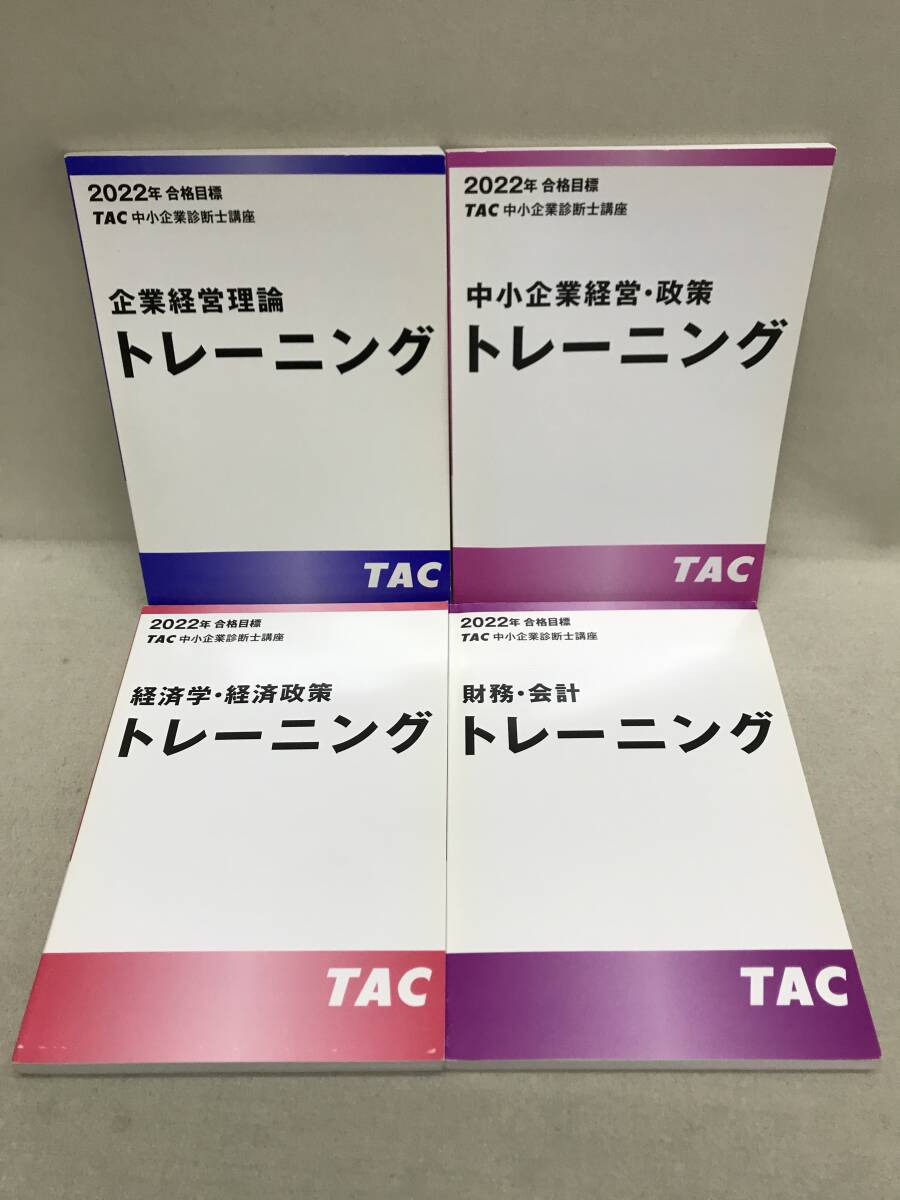 2022年 合格目標
TAC 中小企業診断士講座
企業経営理論
トレーニング
TAC
2022年 合格目標
TAC 中小企業診断士講座
中小企業経営・政策
トレーニング
TAC
2022年 合格目標
TAC 中小企業診断士講座
経済学・経済政策
トレーニング
TAC
2022年 合格目標
TAC 中小企業診断士講座
財務・会計
トレーニング
TAC